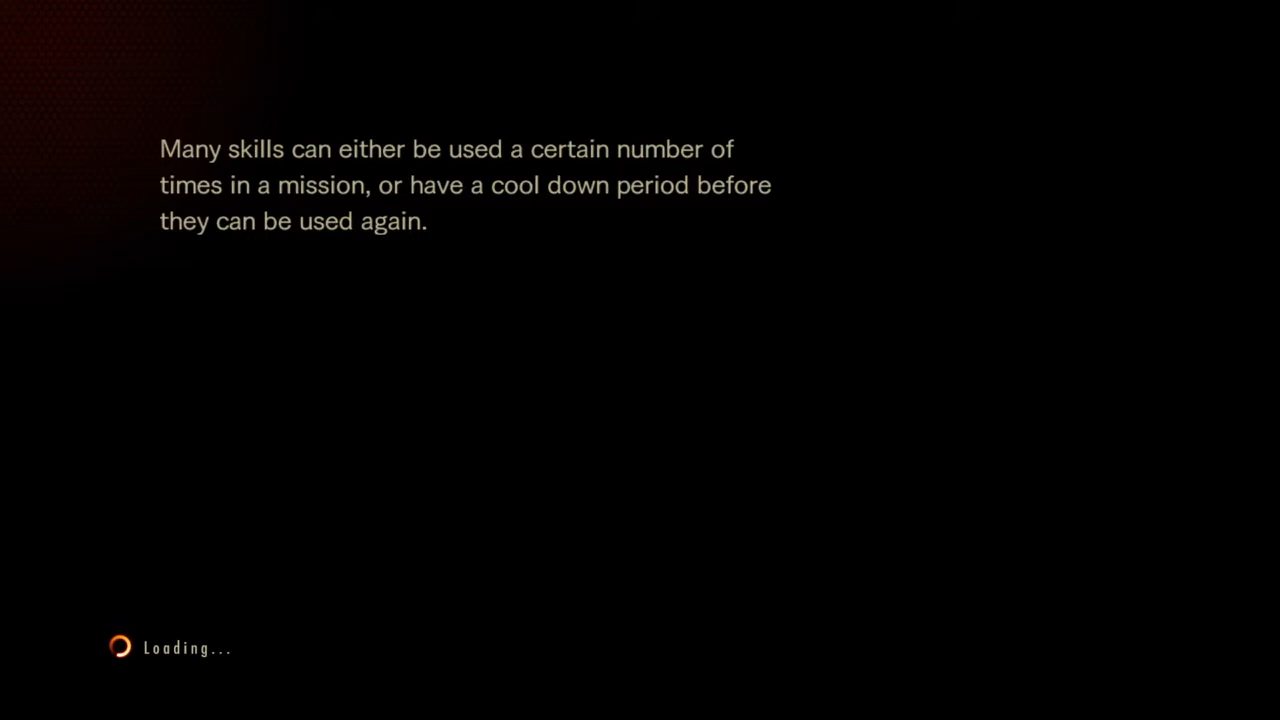 Many skills can either be used a certain number of
times in a mission, or have a cool down period before
they can be used again.
Loading...